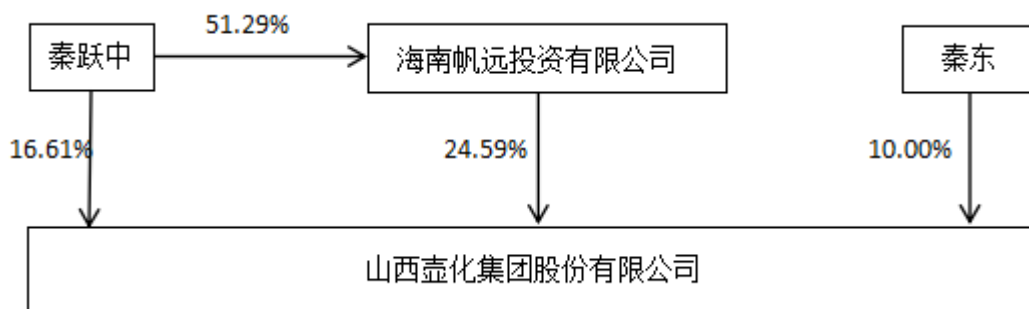 51.29%
秦跃中
海南帆远投资有限公司
秦东
16.61%
24.59%
10.00%
山西壶化集团股份有限公司